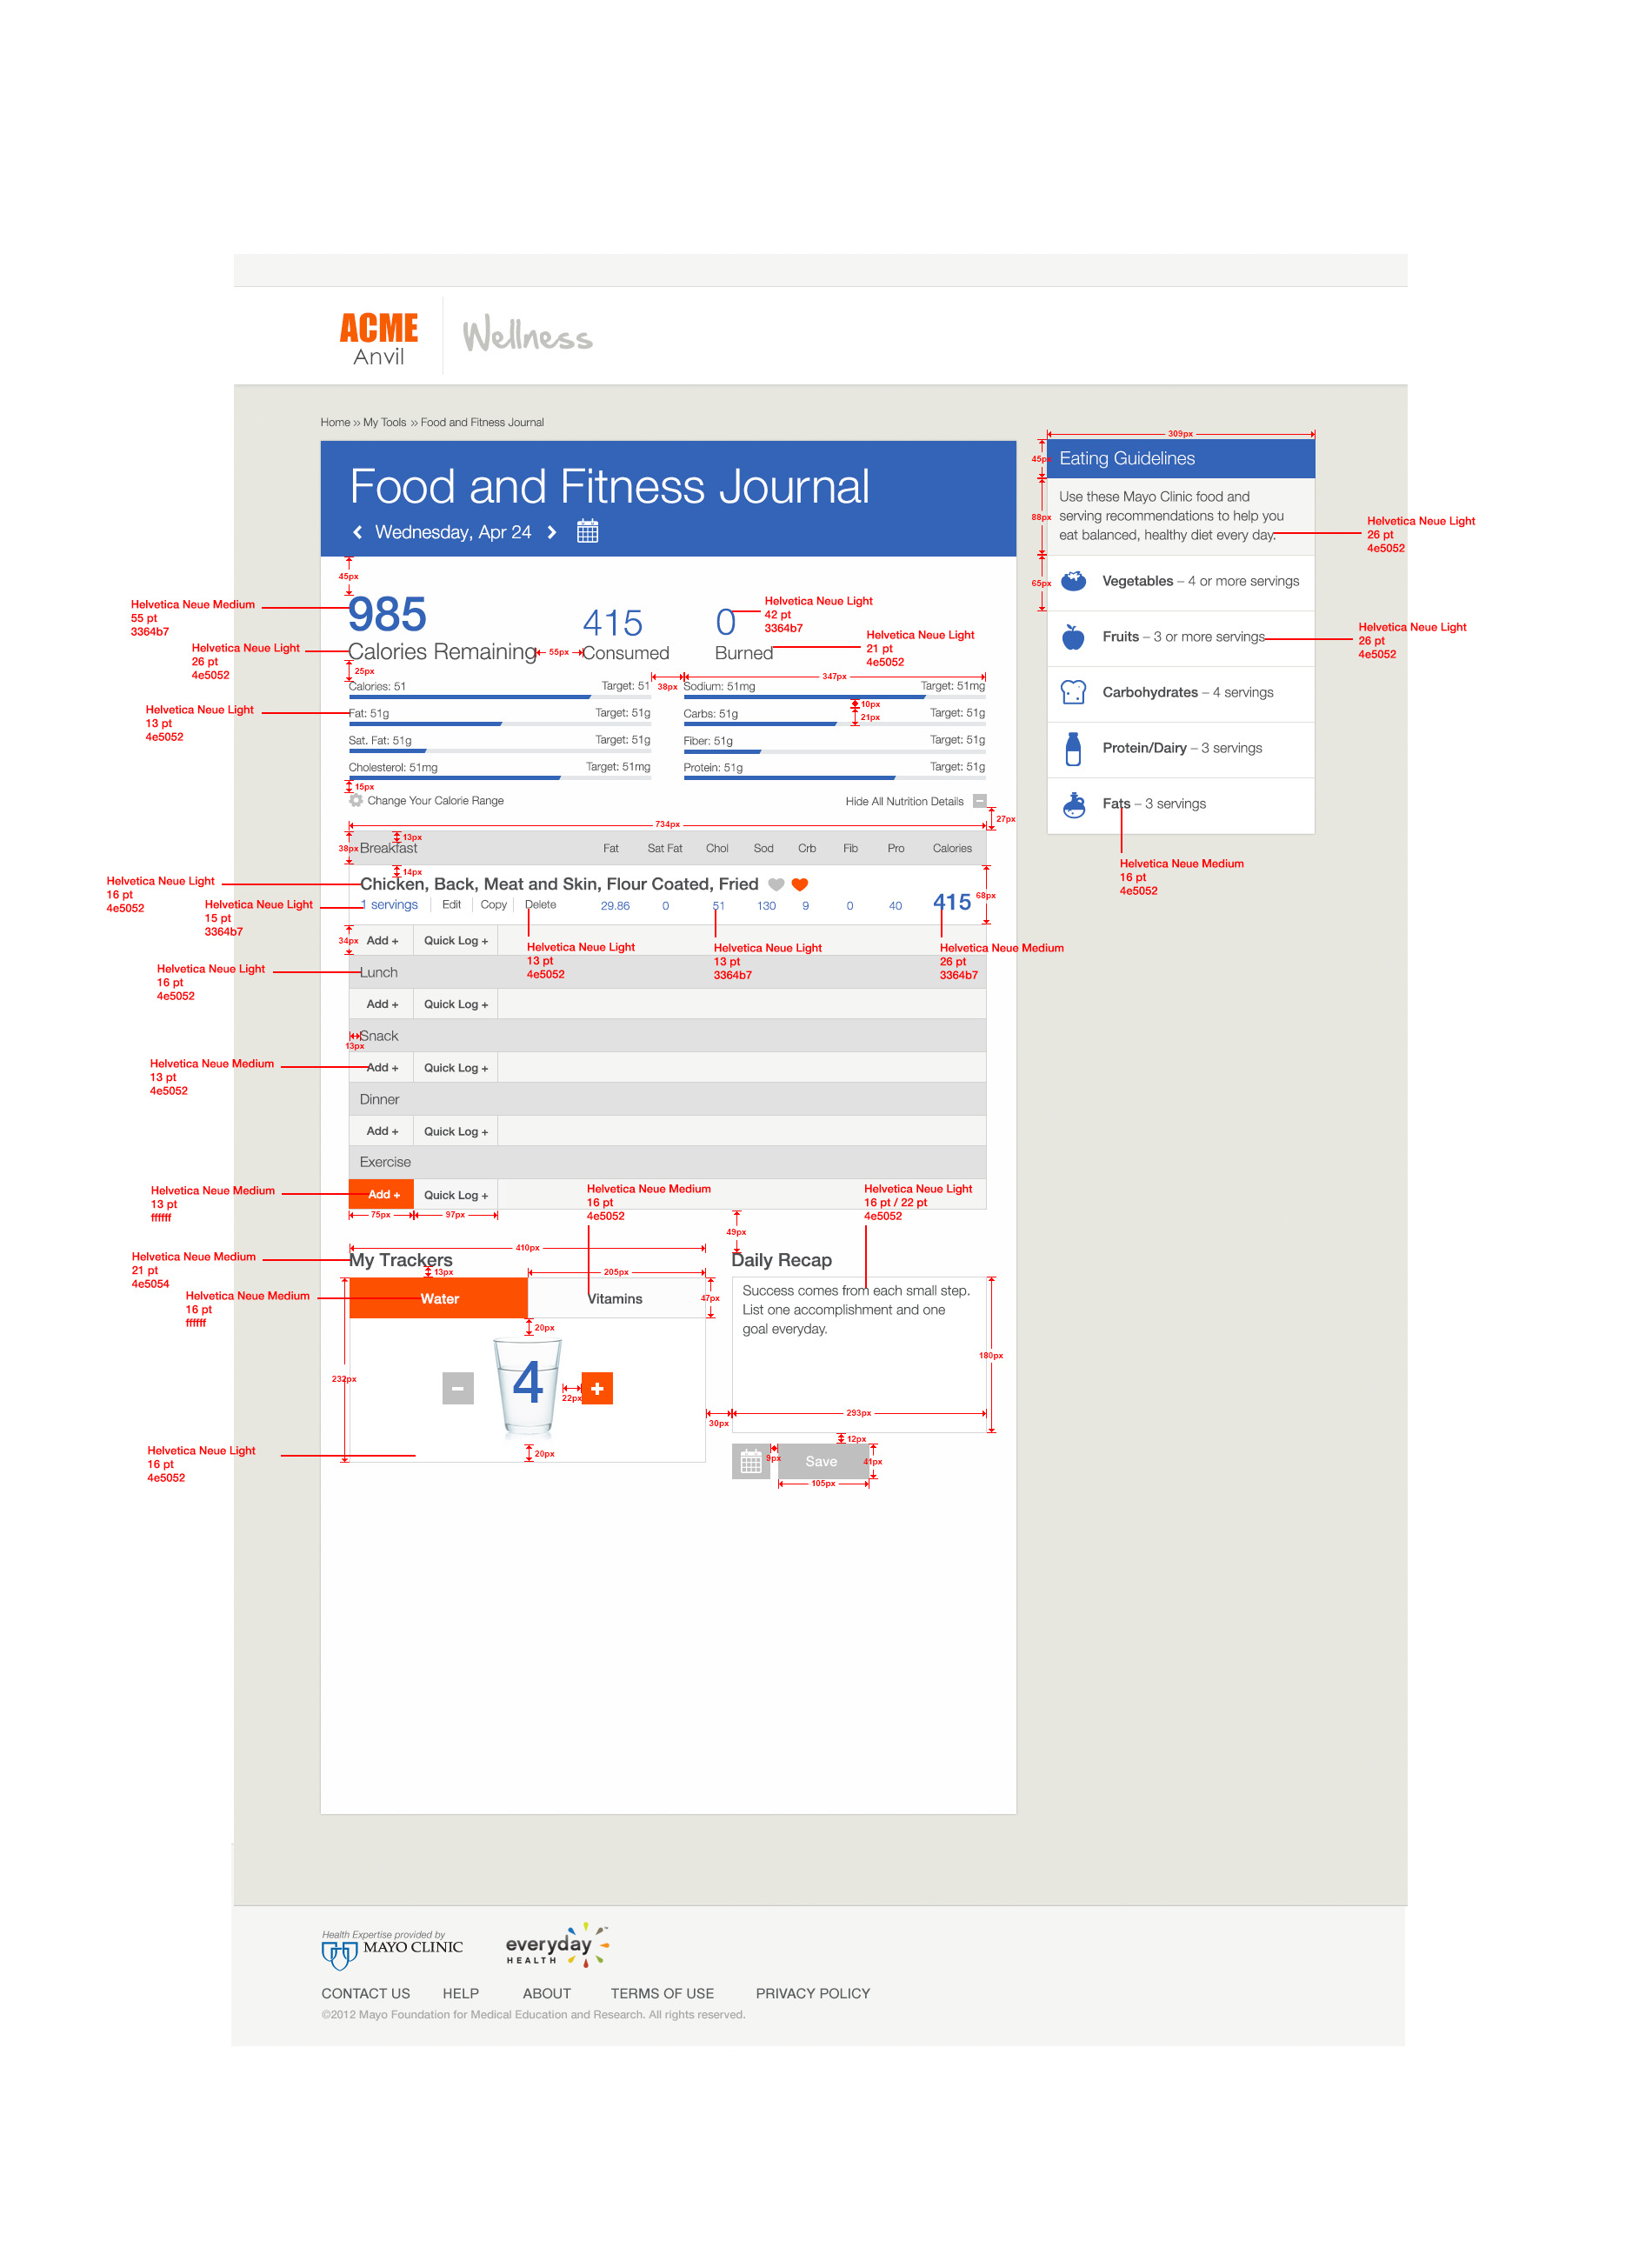 ACME
Anvil
Wellness
Home » My Tools » Food and Fitness Journal
Food and Fitness Journal
Wednesday, Apr 24
45px
Helvetica Neue Medium
55 pt
3364b7
985
415
0
Helvetica Neue Light
42 pt
3364b7
Helvetica Neue Light
26 pt
4e5052
Calories Remaining
55px
Consumed
Burned
Helvetica Neue Light
21 pt
4e5052
25px
38px
347px
Calories: 51 Target: 51
Sodium: 51mg Target: 51mg
10px
21px
Helvetica Neue Light
13 pt
4e5052
Fat: 51g Target: 51g
Carbs: 51g Target: 51g
Sat. Fat: 51g Target: 51g
Fiber: 51g Target: 51g
Cholesterol: 51mg Target: 51mg
Protein: 51g Target: 51g
15px
Change Your Calorie Range
Hide All Nutrition Details
27px
734px
13px
38px
Breakfast Fat Sat Fat Chol Sod Crb Fib Pro Calories
14px
Helvetica Neue Light
16 pt
4e5052
Chicken, Back, Meat and Skin, Flour Coated, Fried
68px
Helvetica Neue Light
15 pt
3364b7
1 servings Edit Copy Delete 29.86 0 51 130 9 0 40 415
34px
Add + Quick Log +
Helvetica Neue Light
13 pt
4e5052
Helvetica Neue Light
13 pt
3364b7
Helvetica Neue Medium
26 pt
3364b7
Helvetica Neue Light
16 pt
4e5052
Lunch
Add + Quick Log +
Snack
13px
Helvetica Neue Medium
13 pt
4e5052
Add + Quick Log +
Dinner
Add + Quick Log +
Exercise
Helvetica Neue Medium
13 pt
ffffff
Add + Quick Log +
75px
97px
Helvetica Neue Medium
16 pt
4e5052
Helvetica Neue Light
16 pt / 22 pt
4e5052
49px
410px
Helvetica Neue Medium
21 pt
4e5054
My Trackers
13px
205px
Helvetica Neue Medium
16 pt
ffffff
Water Vitamins
47px
20px
232px
4
22px
20px
Helvetica Neue Light
16 pt
4e5052
Daily Recap
Success comes from each small step.
List one accomplishment and one
goal everyday.
180px
30px
293px
12px
9px
Save
41px
105px
309px
45px
Eating Guidelines
88px
Use these Mayo Clinic food and
serving recommendations to help you
eat balanced, healthy diet every day.
Helvetica Neue Light
26 pt
4e5052
65px
Vegetables – 4 or more servings
Fruits – 3 or more servings
Helvetica Neue Light
26 pt
4e5052
Carbohydrates – 4 servings
Protein/Dairy – 3 servings
Fats – 3 servings
Helvetica Neue Medium
16 pt
4e5052
Health Expertise provided by
MAYO CLINIC
everyday™
HEALTH
CONTACT US HELP ABOUT TERMS OF USE PRIVACY POLICY
©2012 Mayo Foundation for Medical Education and Research. All rights reserved.